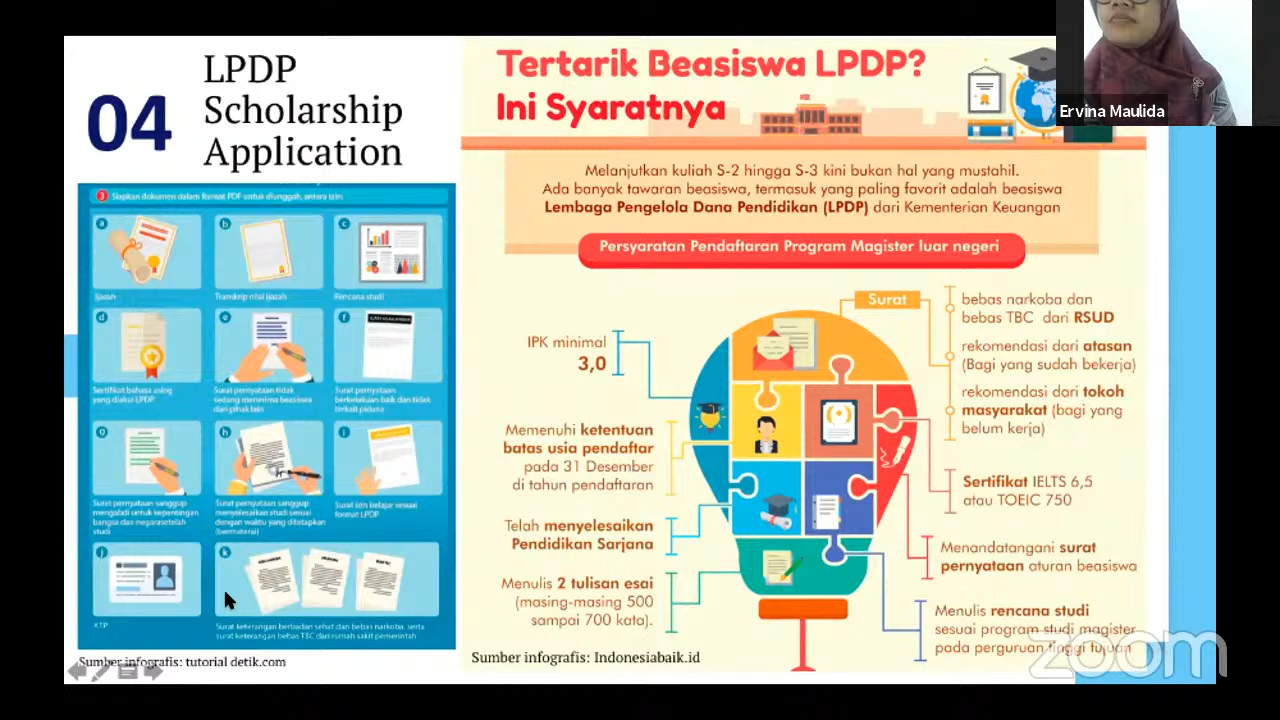 04
LPDP
Scholarship
Application
3 Siapkan dokumen dalam format PDF untuk diunggah, antara lain
a
b
c
Ijazah
Transkrip nilai ijazah
Rencana studi
d
e
f
Sertifikat bahasa asing
yang diakui LPDP
Surat pernyataan tidak
sedang menerima beasiswa
dari pihak lain
Surat pernyataan
berkelakuan baik dan tidak
terkait pidana
g
h
i
Surat pernyataan sanggup
mengabdi untuk kepentingan
bangsa dan negara setelah
studi
Surat pernyataan sanggup
menyelesaikan studi sesuai
dengan waktu yang ditetapkan
(bermaterai)
Surat izin belajar sesuai
format LPDP
j
k
KTP
Surat keterangan berbadan sehat dan bebas narkoba, serta
surat keterangan bebas TBC dari rumah sakit pemerintah
Sumber infografis: tutorial detik.com
Tertarik Beasiswa LPDP?
Ini Syaratnya
Melanjutkan kuliah S-2 hingga S-3 kini bukan hal yang mustahil.
Ada banyak tawaran beasiswa, termasuk yang paling favorit adalah beasiswa
Lembaga Pengelola Dana Pendidikan (LPDP) dari Kementerian Keuangan
Persyaratan Pendaftaran Program Magister luar negeri
IPK minimal
3,0
Memenuhi ketentuan
batas usia pendaftar
pada 31 Desember
di tahun pendaftaran
Telah menyelesaikan
Pendidikan Sarjana
Menulis 2 tulisan esai
(masing-masing 500
sampai 700 kata).
Surat
bebas narkoba dan
bebas TBC dari RSUD
rekomendasi dari atasan
(Bagi yang sudah bekerja)
rekomendasi dari tokoh
masyarakat (bagi yang
belum kerja)
Sertifikat IELTS 6,5
atau TOEIC 750
Menandatangani surat
pernyataan aturan beasiswa
Menulis rencana studi
sesuai program studi magister
pada perguruan tinggi tujuan
Sumber infografis: Indonesiabaik.id
Ervina Maulida
zoom